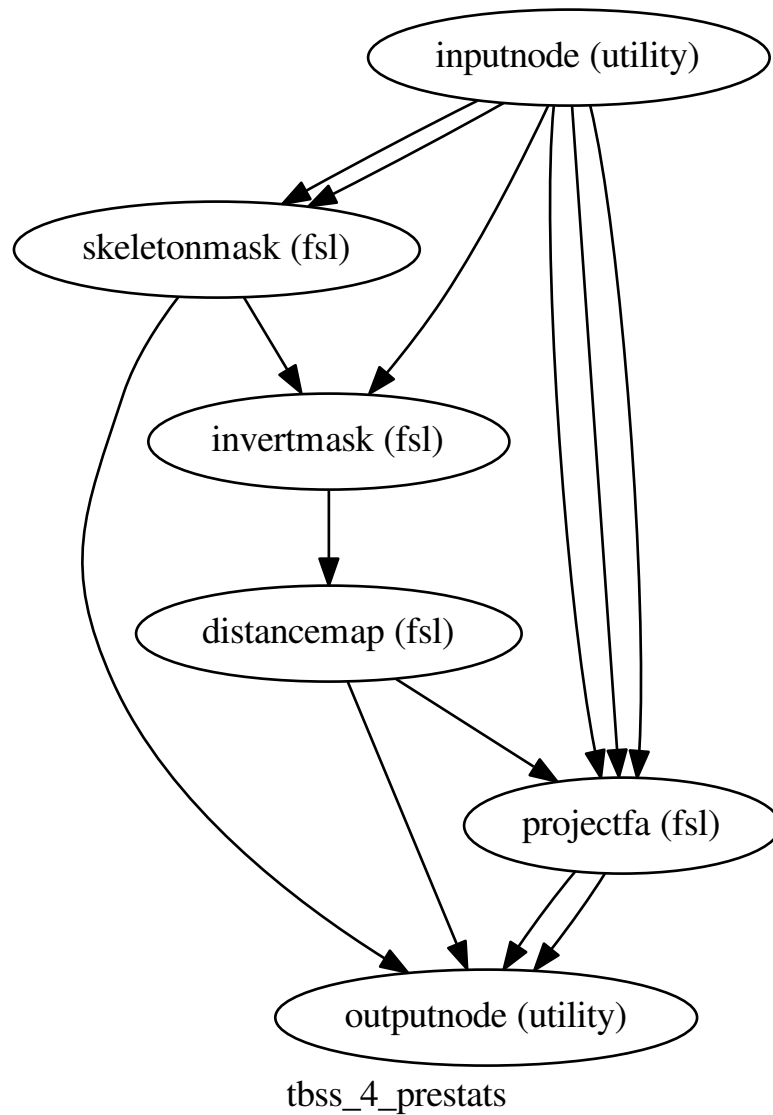 inputnode (utility)
skeletonmask (fsl)
invertmask (fsl)
distancemap (fsl)
projectfa (fsl)
outputnode (utility)
tbss_4_prestats